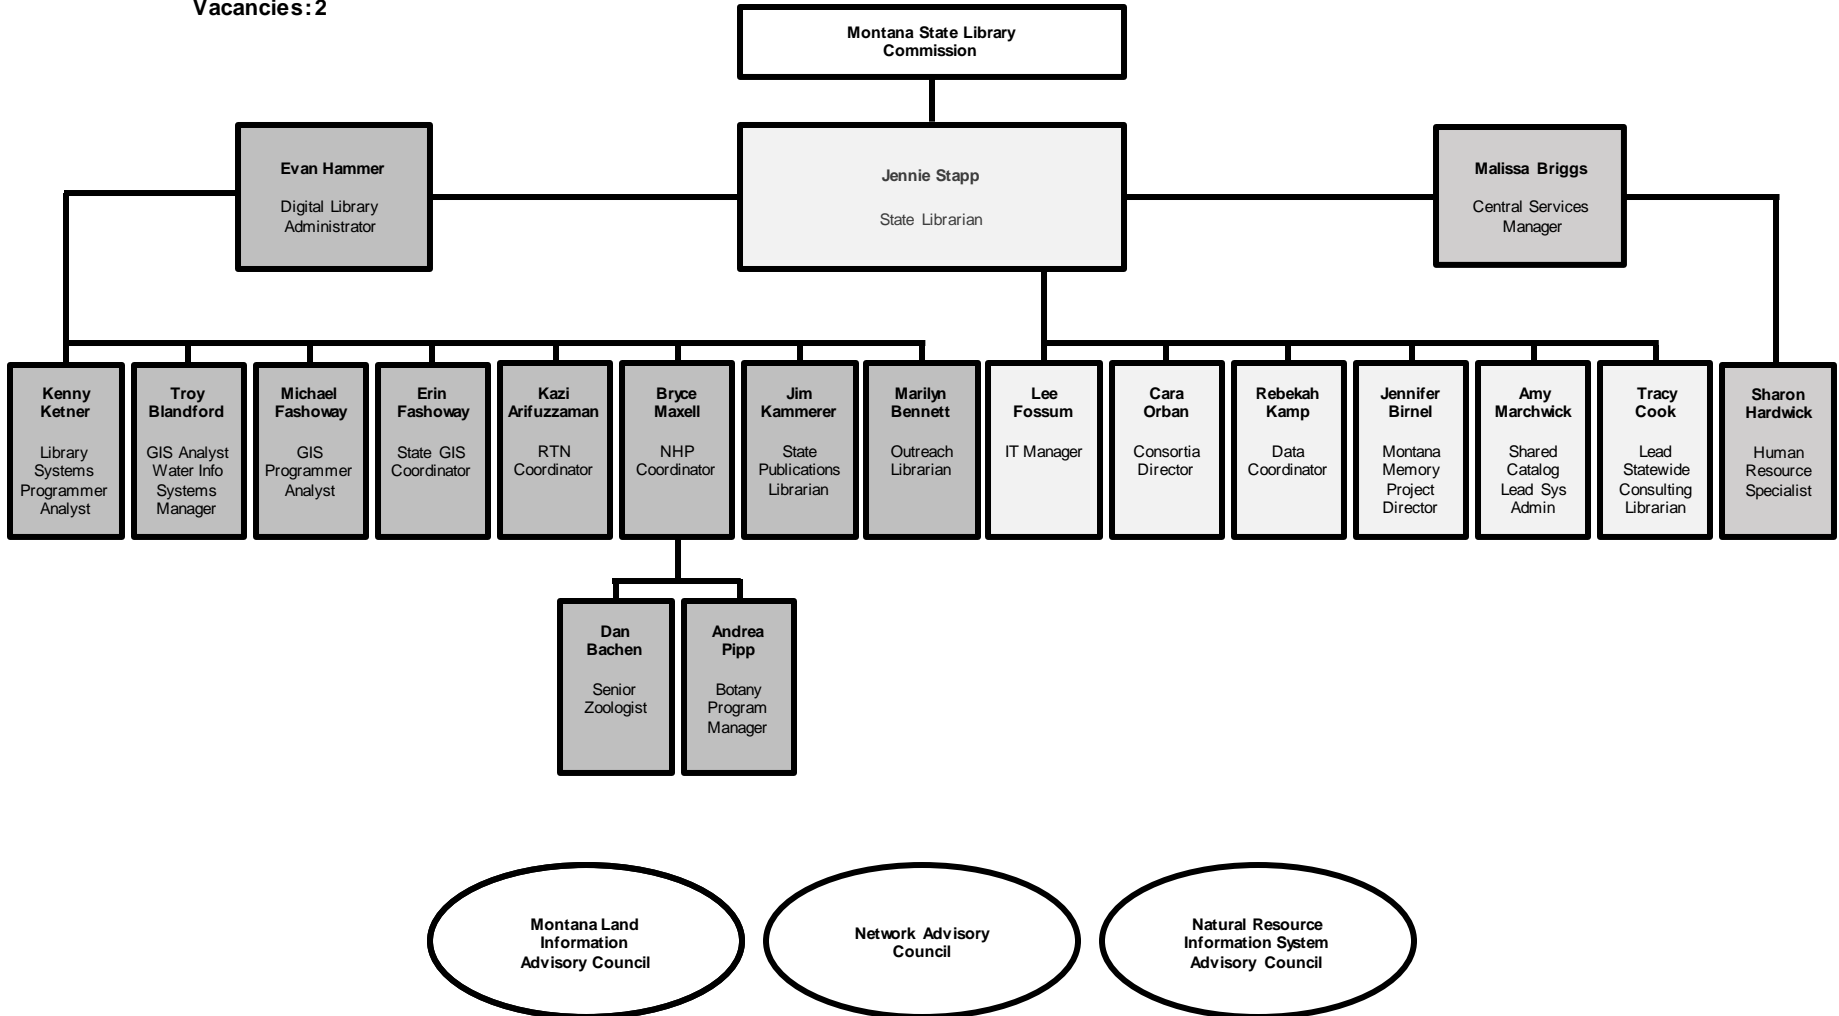 Vacancies: 2
Montana State Library
Commission
Evan Hammer
Digital Library
Administrator
Jennie Stapp
State Librarian
Malissa Briggs
Central Services
Manager
Kenny
Ketner
Library
Systems
Programmer
Analyst
Troy
Blandford
GIS Analyst
Water Info
Systems
Manager
Michael
Fashoway
GIS
Programmer
Analyst
Erin
Fashoway
State GIS
Coordinator
Kazi
Arifuzzaman
RTN
Coordinator
Bryce
Maxell
NHP
Coordinator
Jim
Kammerer
State
Publications
Librarian
Marilyn
Bennett
Outreach
Librarian
Lee
Fossum
IT Manager
Cara
Orban
Consortia
Director
Rebekah
Kamp
Data
Coordinator
Jennifer
Birnel
Montana
Memory
Project
Director
Amy
Marchwick
Shared
Catalog
Lead Sys
Admin
Tracy
Cook
Lead
Statewide
Consulting
Librarian
Sharon
Hardwick
Human
Resource
Specialist
Dan
Bachen
Senior
Zoologist
Andrea
Pipp
Botany
Program
Manager
Montana Land
Information
Advisory Council
Network Advisory
Council
Natural Resource
Information System
Advisory Council